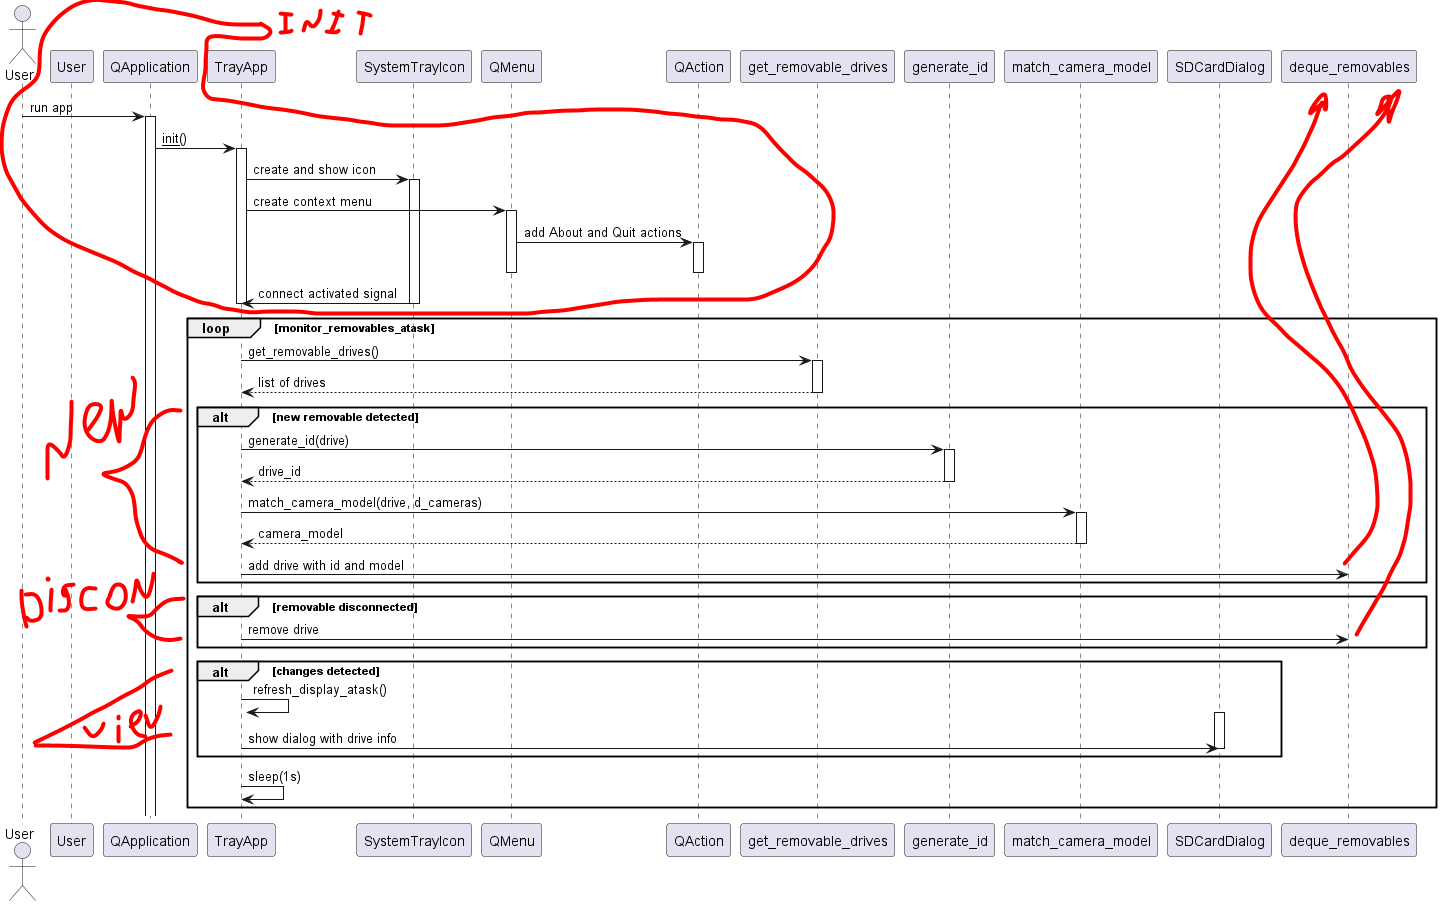 INIT
User
User QApplication TrayApp SystemTrayIcon QMenu QAction get_removable_drives generate_id match_camera_model SDCardDialog deque_removables
run app
init()
create and show icon
create context menu
add About and Quit actions
connect activated signal
loop [monitor_removables_atask]
get_removable_drives()
list of drives
NEW
alt [new removable detected]
generate_id(drive)
drive_id
match_camera_model(drive, d_cameras)
camera_model
add drive with id and model
DISCON
alt [removable disconnected]
remove drive
alt [changes detected]
refresh_display_atask()
VIEW
show dialog with drive info
sleep(1s)
User
User QApplication TrayApp SystemTrayIcon QMenu QAction get_removable_drives generate_id match_camera_model SDCardDialog deque_removables